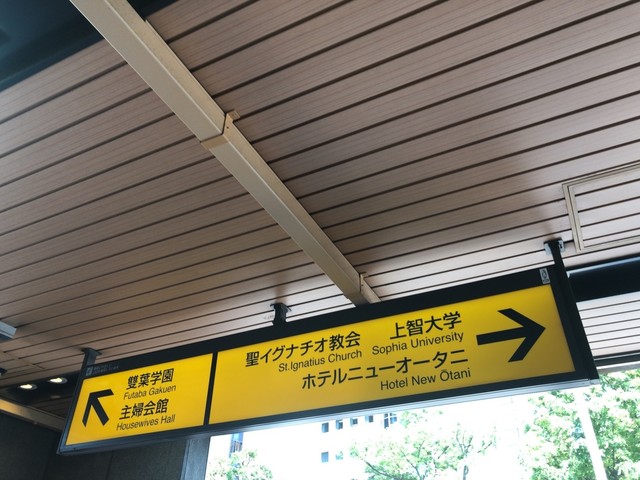 雙葉学園
Futaba Gakuen
主婦会館
Housewives Hall
聖イグナチオ教会 上智大学
St.Ignatius Church Sophia University
ホテルニューオータニ
Hotel New Otani